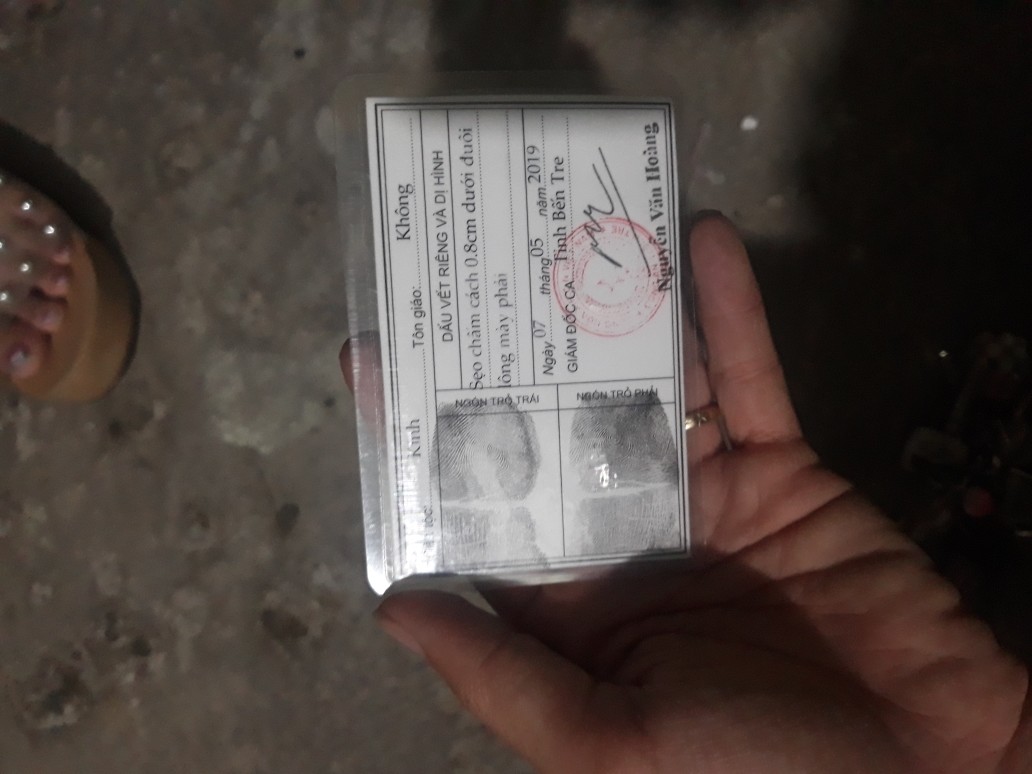 Dân tộc: Kinh Tôn giáo: Không
DẤU VẾT RIÊNG VÀ DỊ HÌNH
Sẹo chấm cách 0.8cm dưới đuôi
lông mày phải
Ngày 07 tháng 05 năm 2019
GIÁM ĐỐC CA Tỉnh Bến Tre
Nguyễn Văn Hoàng
NGÓN TRỎ TRÁI
NGÓN TRỎ PHẢI